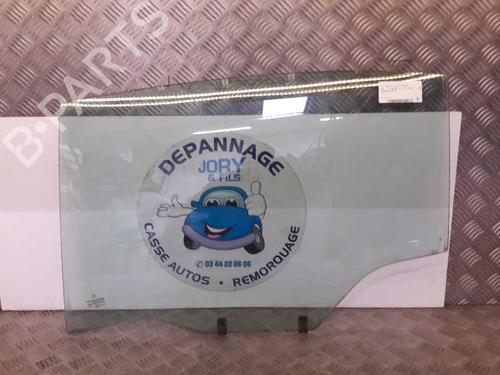 B-PARTS
DEPANNAGE
JORY
& FILS
CASSE AUTOS • REMORQUAGE
✆ 03 44 22 06 06